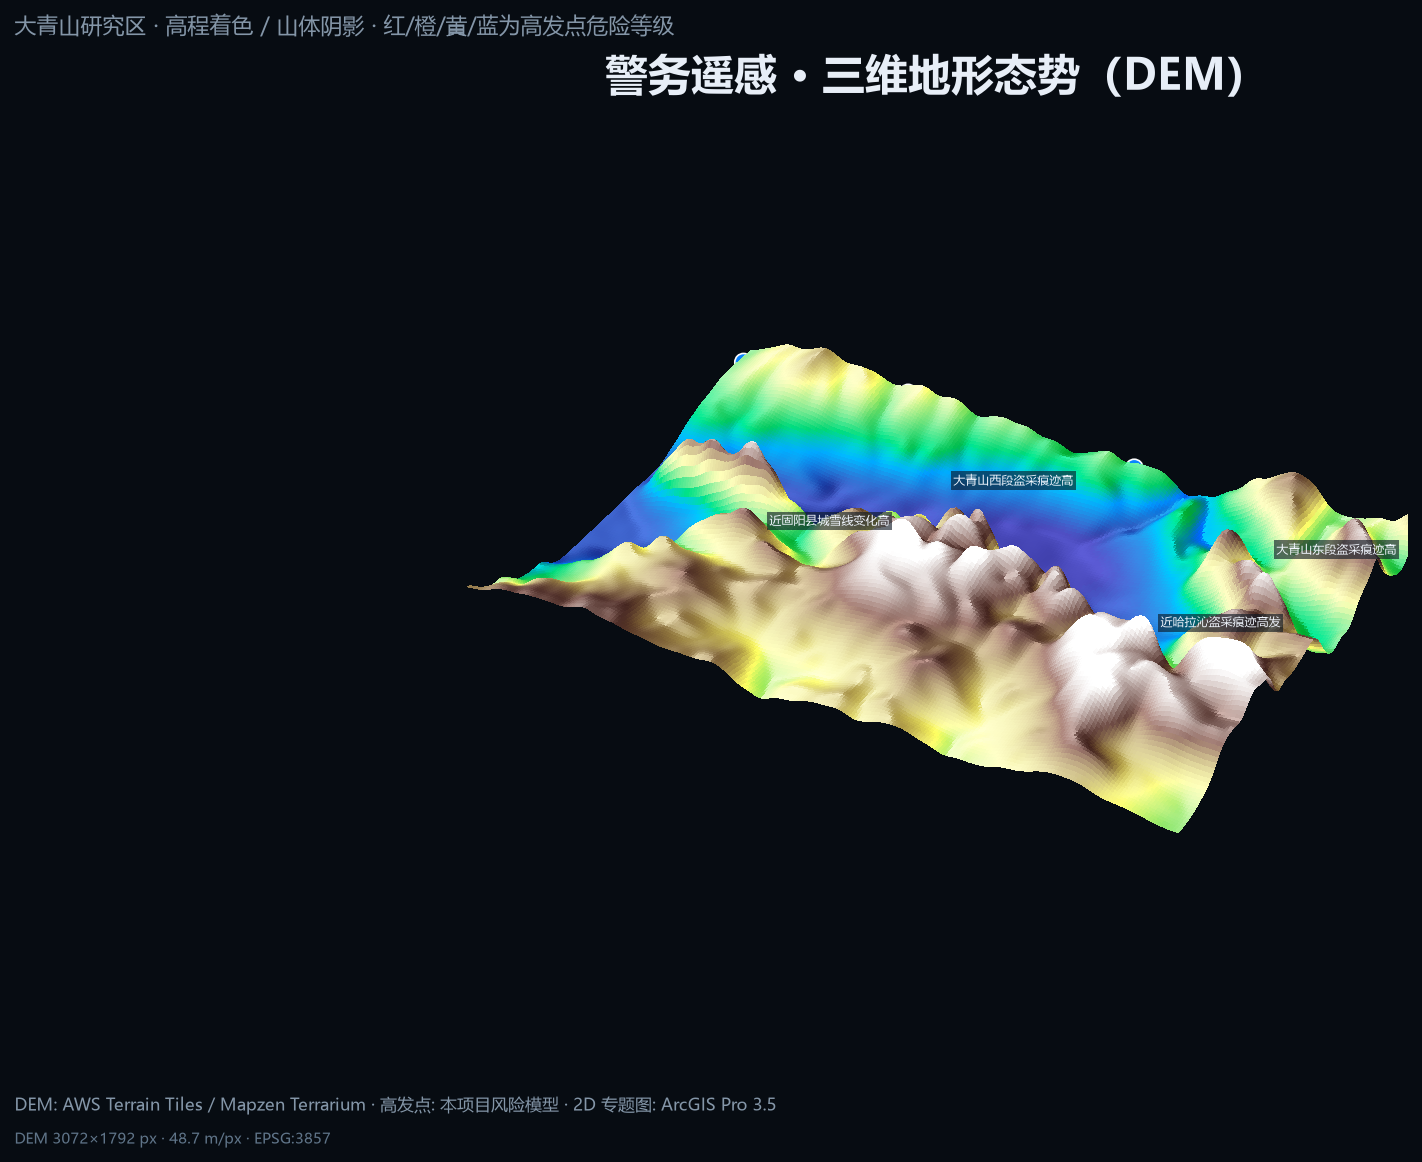 大青山研究区 · 高程着色 / 山体阴影 · 红/橙/黄/蓝为高发点危险等级
警务遥感 • 三维地形态势（DEM）
大青山西段盗采痕迹高
近固阳县城雪线变化高
大青山东段盗采痕迹高
近哈拉沁盗采痕迹高发
DEM: AWS Terrain Tiles / Mapzen Terrarium · 高发点: 本项目风险模型 · 2D 专题图: ArcGIS Pro 3.5
DEM 3072×1792 px · 48.7 m/px · EPSG:3857